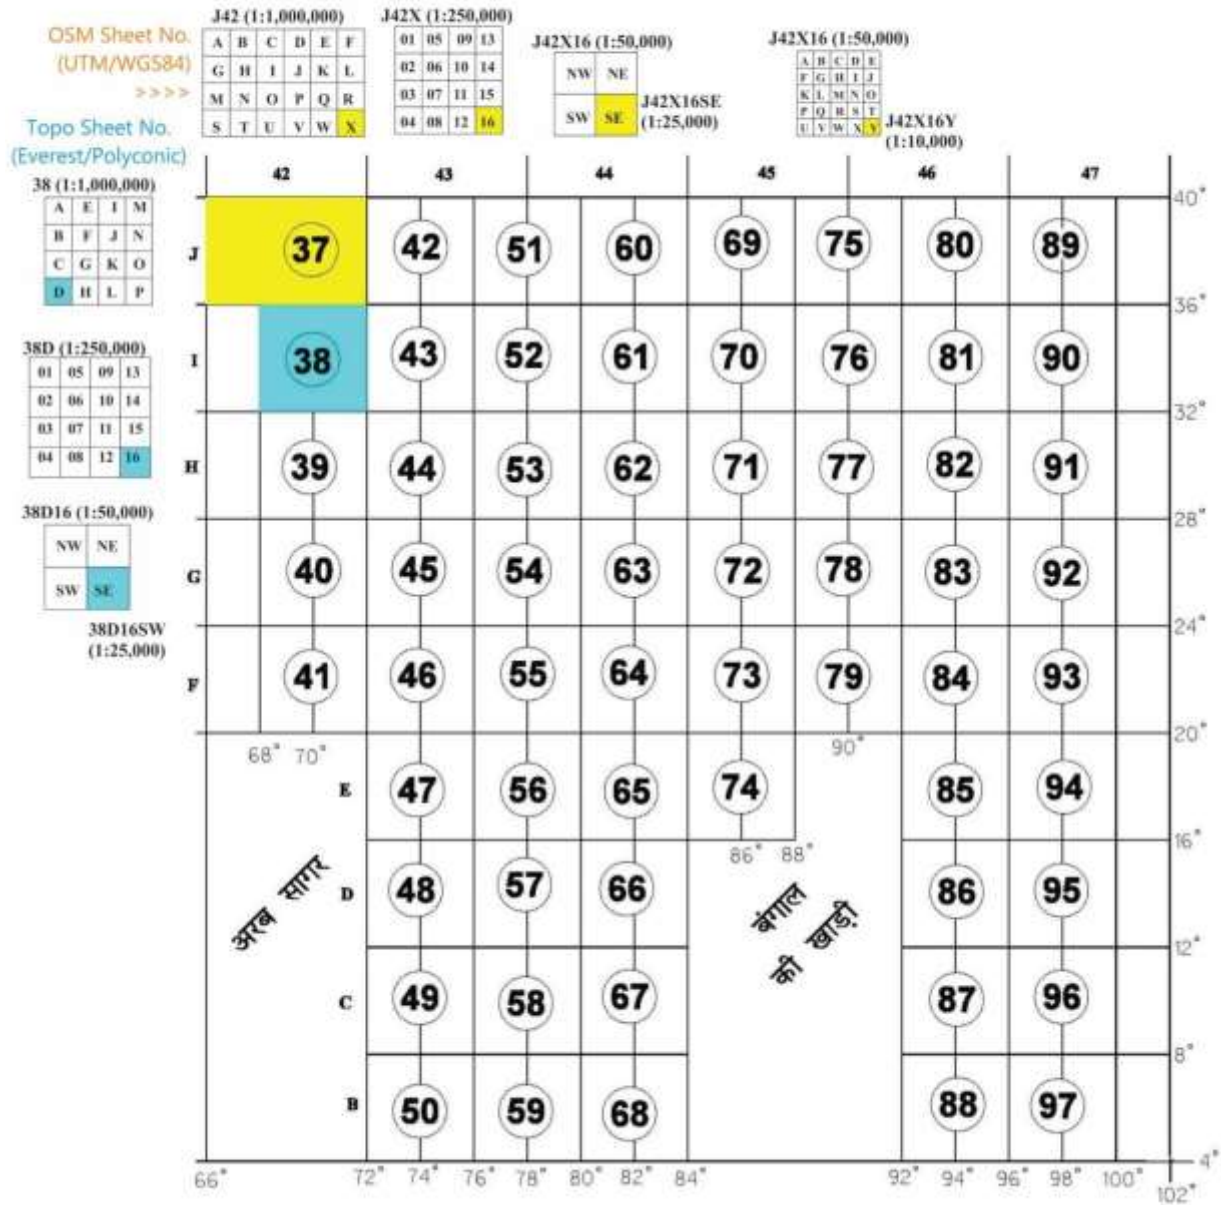 OSM Sheet No.
(UTM/WGS84)
>>>>
J42 (1:1,000,000)
A B C D E F
G H I J K L
M N O P Q R
S T U V W X
J42X (1:250,000)
01 05 09 13
02 06 10 14
03 07 11 15
04 08 12 16
J42X16 (1:50,000)
NW NE
SW SE
J42X16SE
(1:25,000)
J42X16 (1:50,000)
A B C D E
F G H I J
K L M N O
P Q R S T
U V W X Y
J42X16Y
(1:10,000)
Topo Sheet No.
(Everest/Polyconic)
38 (1:1,000,000)
A E I M
B F J N
C G K O
D H L P
38D (1:250,000)
01 05 09 13
02 06 10 14
03 07 11 15
04 08 12 16
38D16 (1:50,000)
NW NE
SW SE
38D16SW
(1:25,000)
42 43 44 45 46 47
40°
J 37 42 51 60 69 75 80 89
36°
I 38 43 52 61 70 76 81 90
32°
H 39 44 53 62 71 77 82 91
28°
G 40 45 54 63 72 78 83 92
24°
F 41 46 55 64 73 79 84 93
20°
68° 70° 90°
E 47 56 65 74 85 94
16°
86° 88°
D 48 57 66 86 95
अरब सागर
बंगाल
की खाड़ी
12°
C 49 58 67 87 96
8°
B 50 59 68 88 97
4°
66° 72° 74° 76° 78° 80° 82° 84° 92° 94° 96° 98° 100° 102°